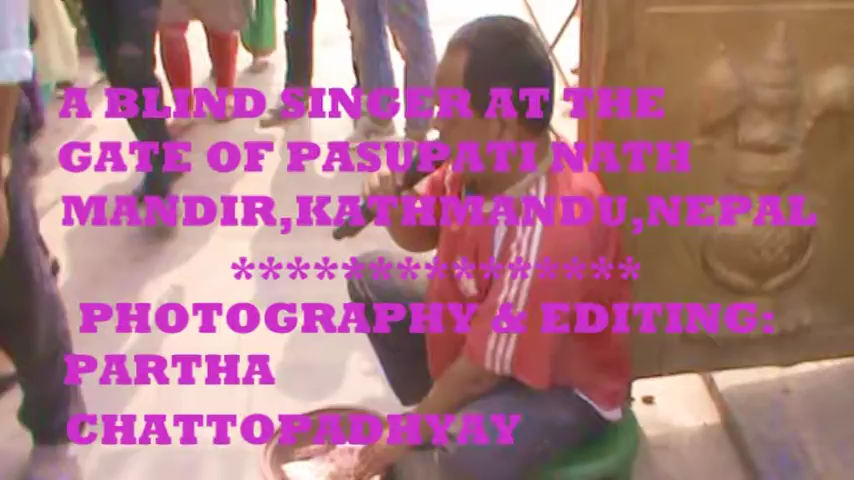 A BLIND SINGER AT THE
GATE OF PASUPATI NATH
MANDIR,KATHMANDU,NEPAL
***************
PHOTOGRAPHY & EDITING:
PARTHA
CHATTOPADHYAY